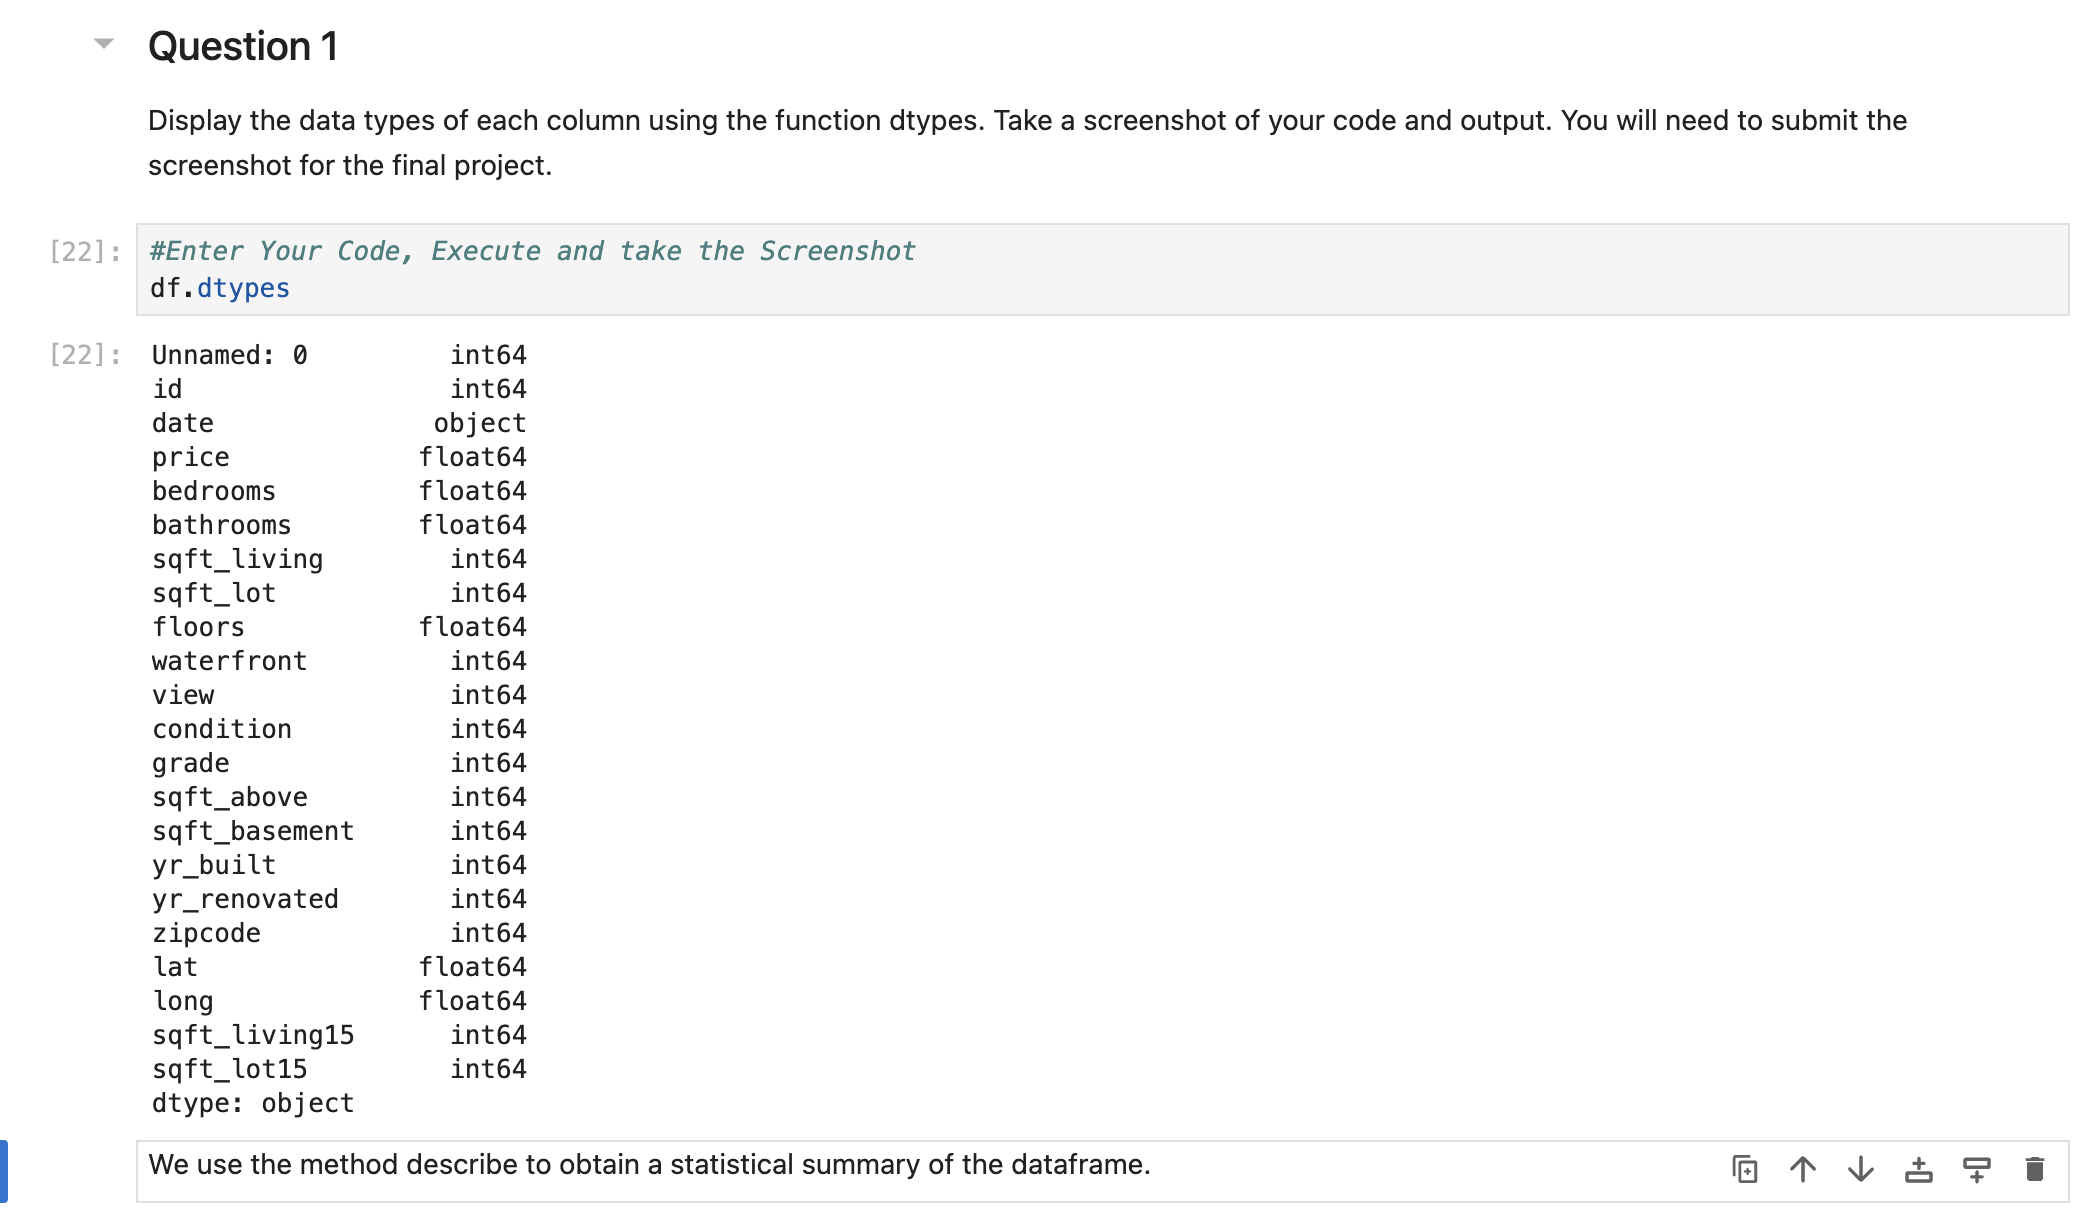 Question 1
Display the data types of each column using the function dtypes. Take a screenshot of your code and output. You will need to submit the
screenshot for the final project.
[22]: #Enter Your Code, Execute and take the Screenshot
df.dtypes
[22]: Unnamed: 0 int64
id int64
date object
price float64
bedrooms float64
bathrooms float64
sqft_living int64
sqft_lot int64
floors float64
waterfront int64
view int64
condition int64
grade int64
sqft_above int64
sqft_basement int64
yr_built int64
yr_renovated int64
zipcode int64
lat float64
long float64
sqft_living15 int64
sqft_lot15 int64
dtype: object
We use the method describe to obtain a statistical summary of the dataframe.